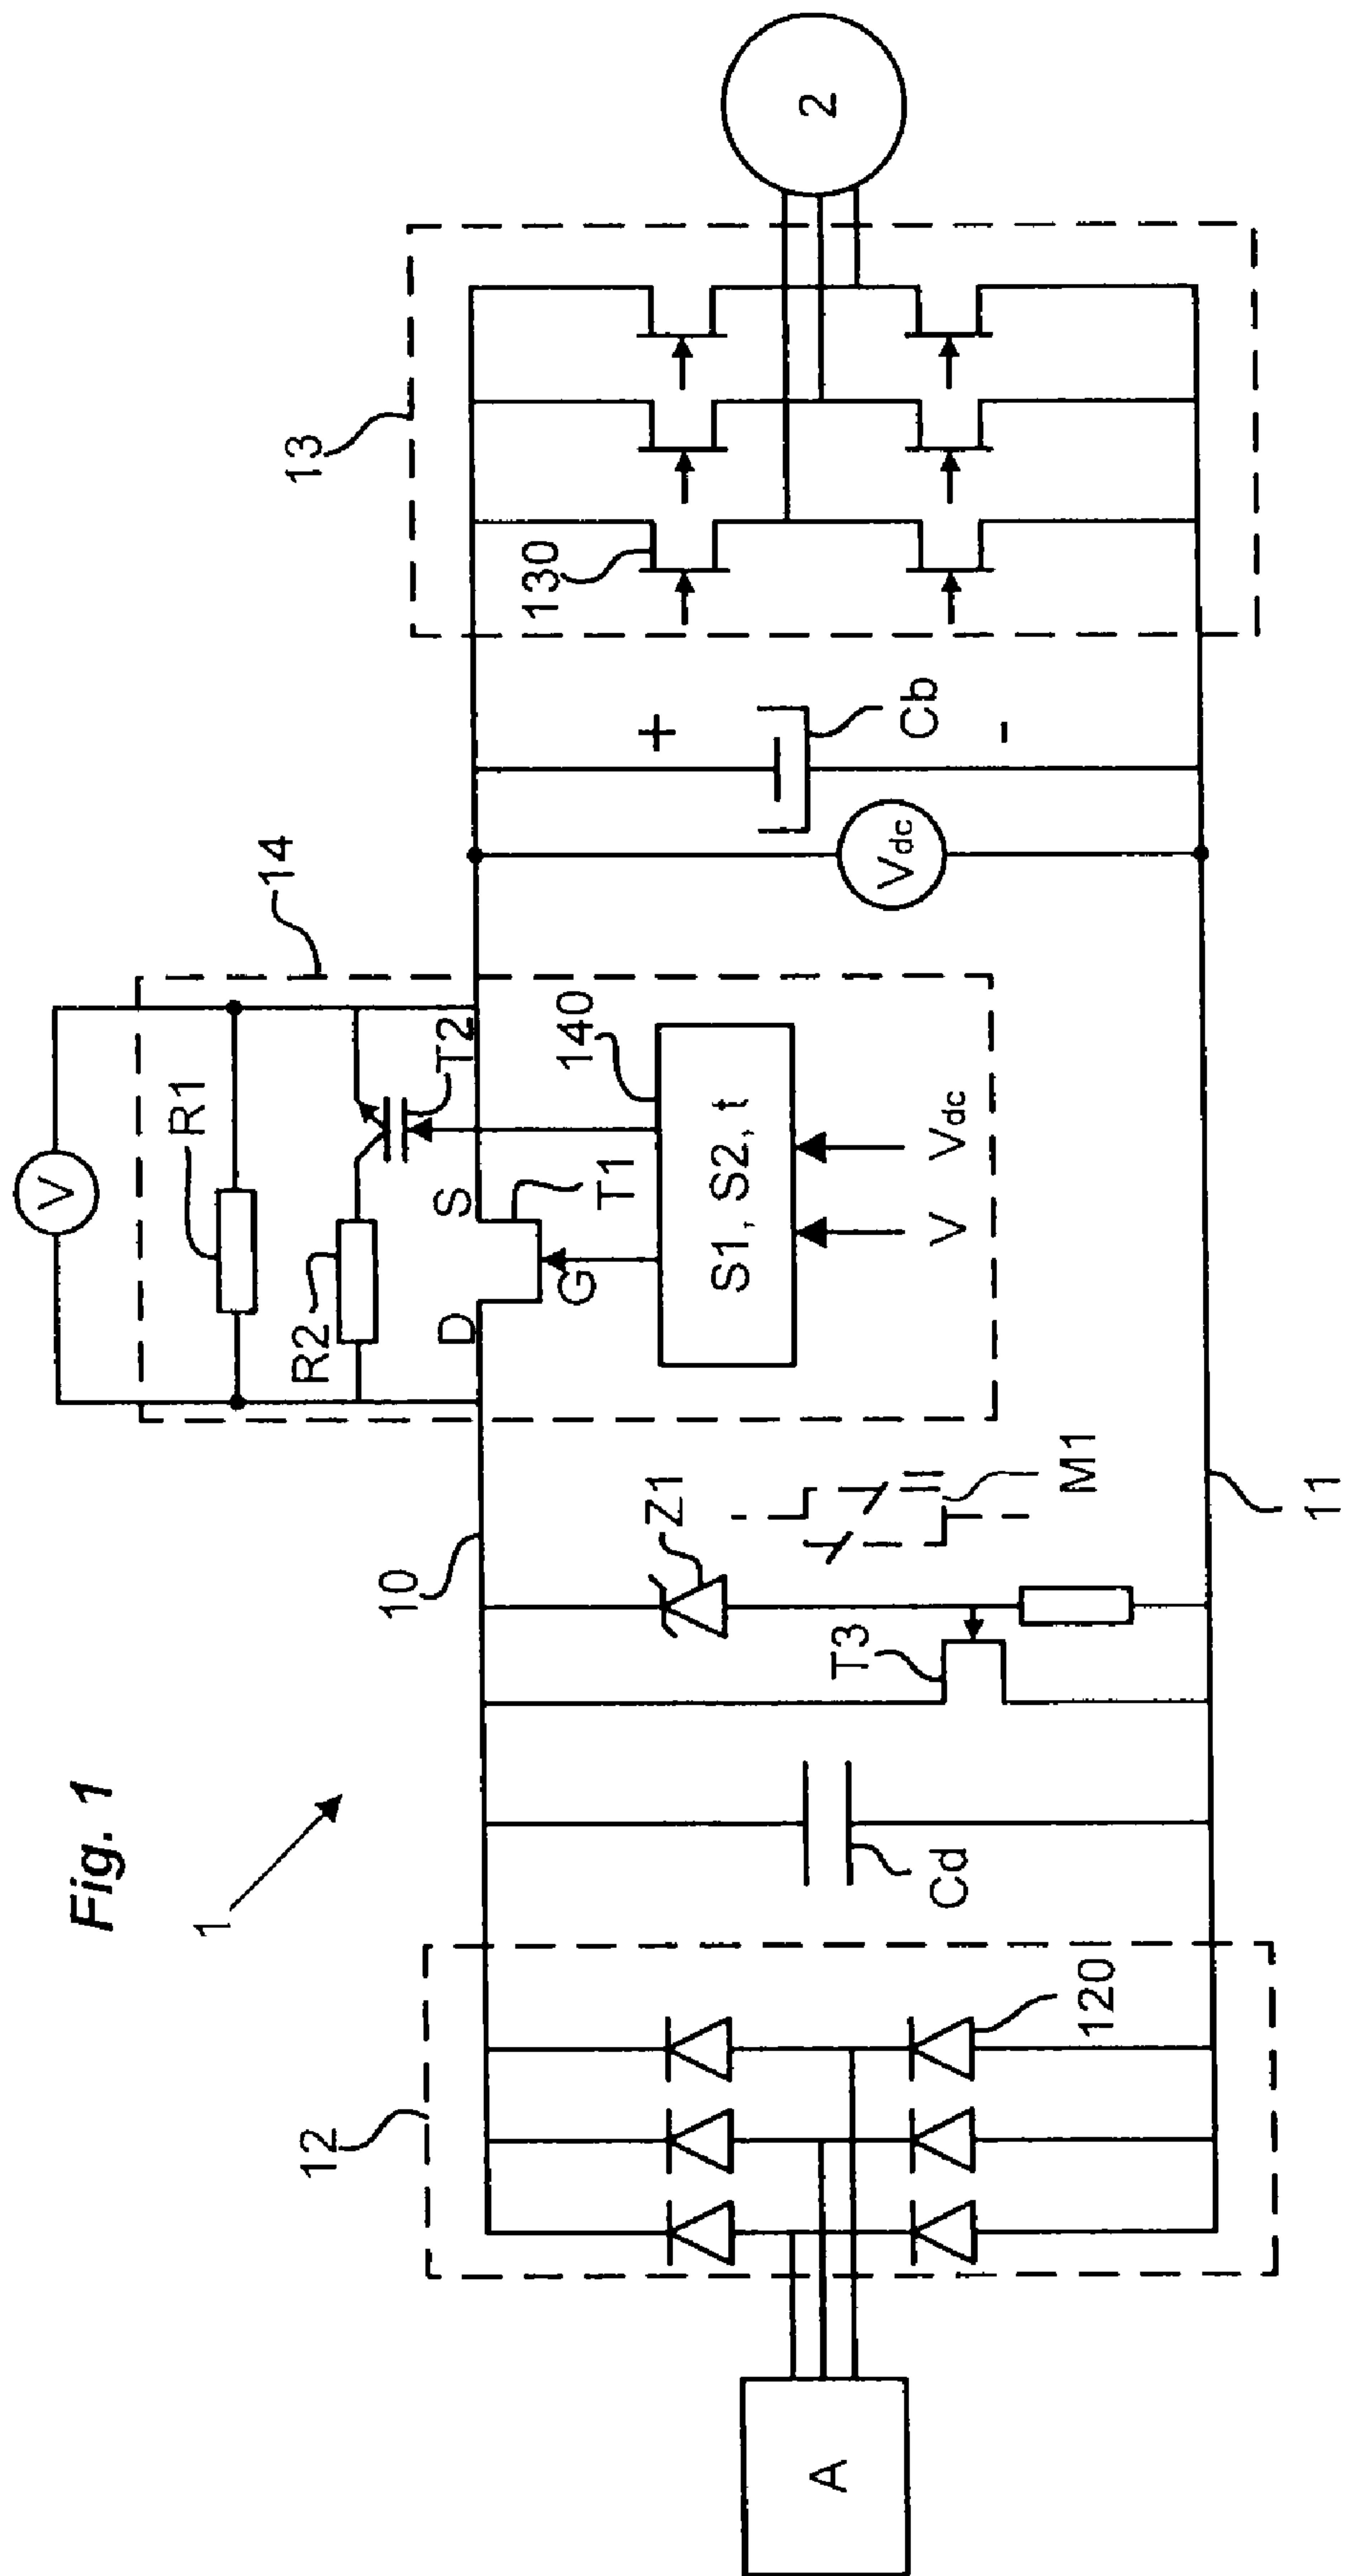 Fig. 1
1
V
R1
14
R2
T2
D
S
G
T1
140
S1, S2, t
V
Vdc
12
10
13
130
Z1
T3
M1
Cd
120
A
+
Cb
-
Vdc
2
11